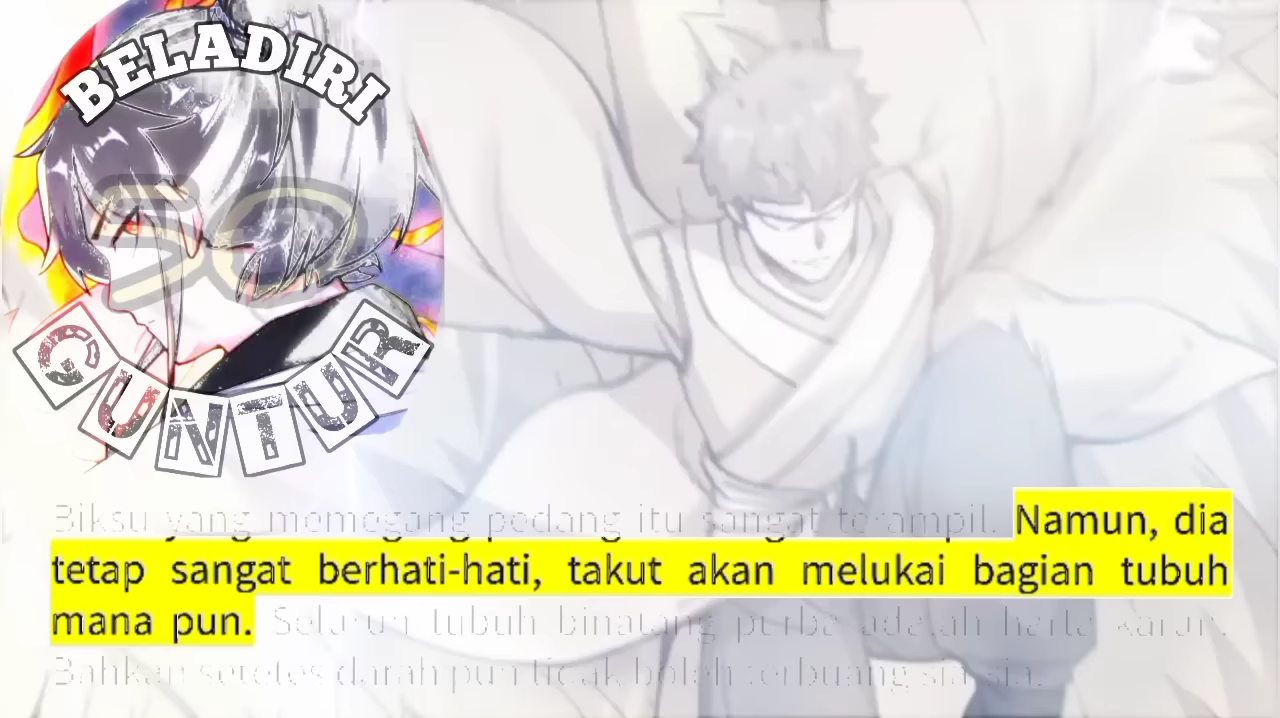 BELADIRI
GUNTUR
Biksu yang memegang pedang itu sangat terampil. Namun, dia
tetap sangat berhati-hati, takut akan melukai bagian tubuh
mana pun. Seluruh tubuh binatang purba adalah harta karun.
Bahkan setetes darah pun tidak boleh terbuang sia-sia.